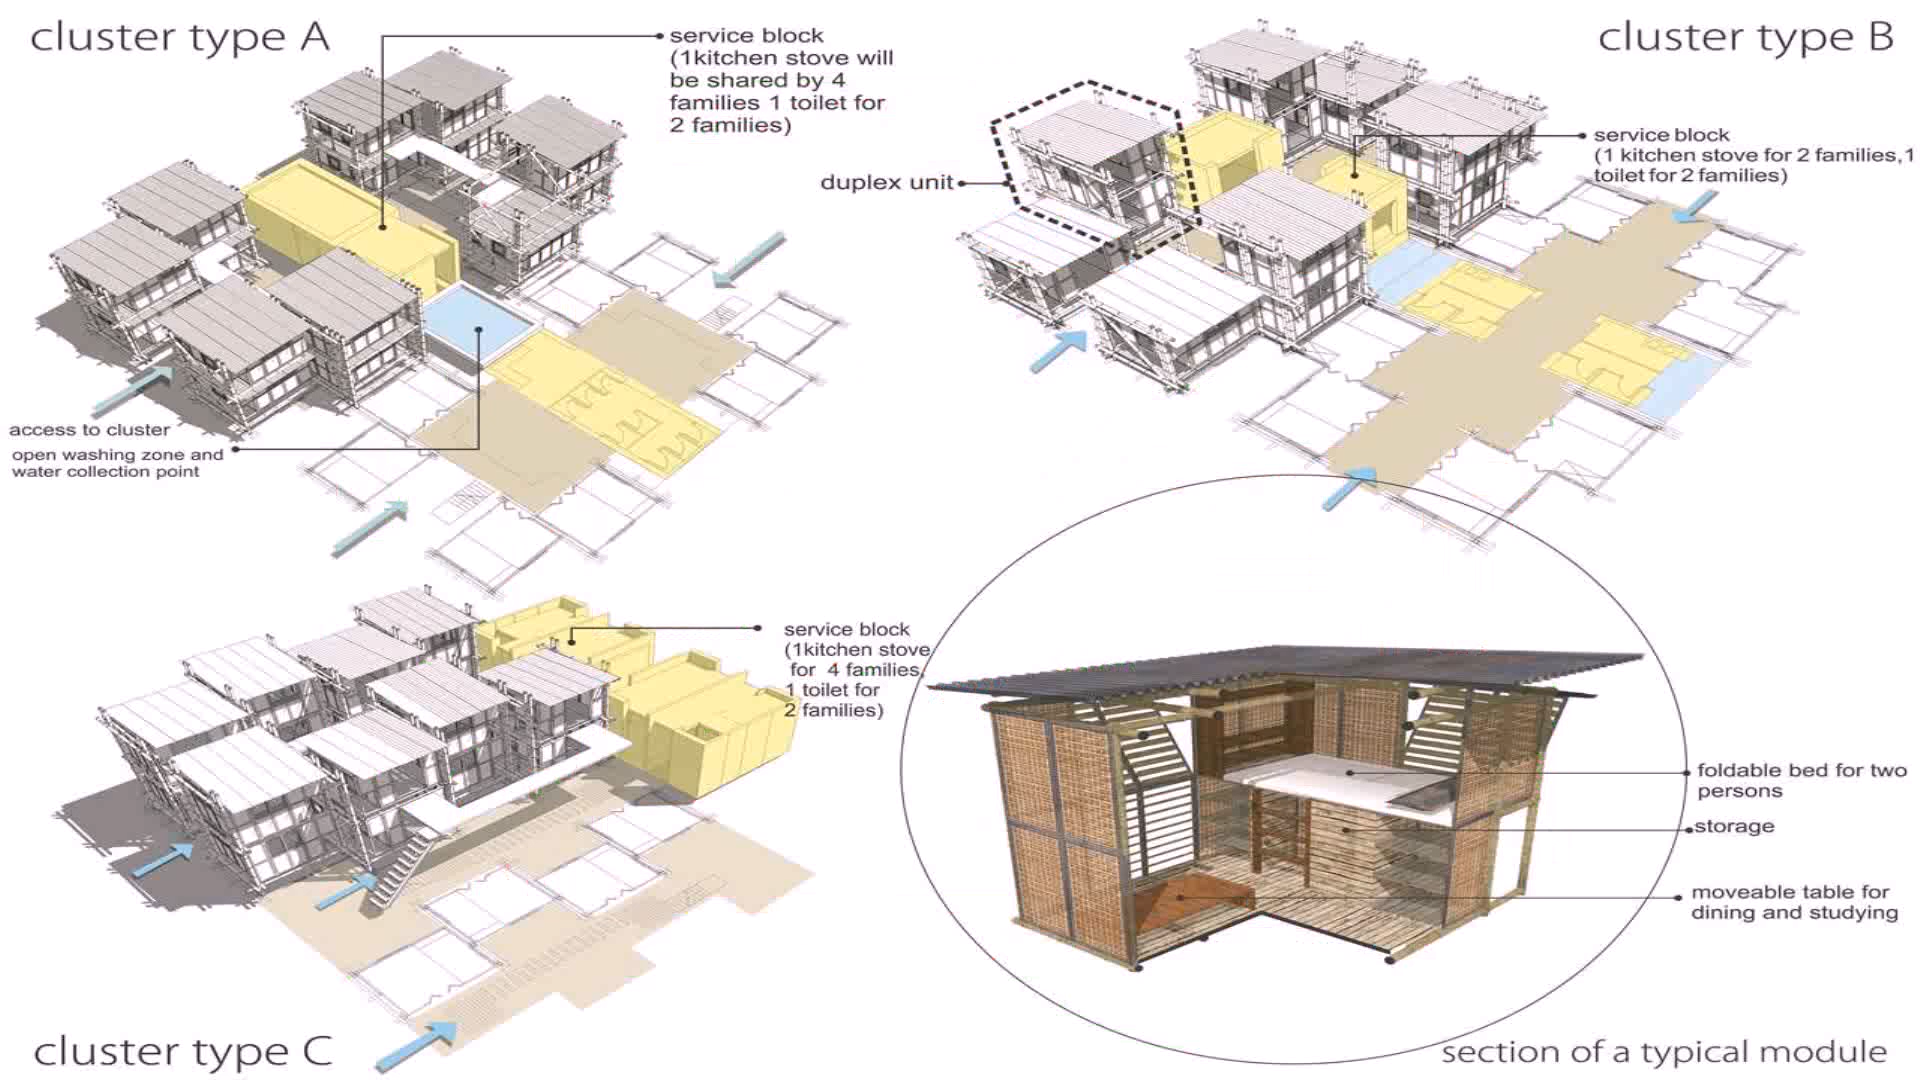 cluster type A
service block
(1kitchen stove will
be shared by 4
families 1 toilet for
2 families)
access to cluster
open washing zone and
water collection point
cluster type B
duplex unit
service block
(1 kitchen stove for 2 families,1
toilet for 2 families)
service block
(1kitchen stove
for 4 families,
1 toilet for
2 families)
cluster type C
foldable bed for two
persons
storage
moveable table for
dining and studying
section of a typical module